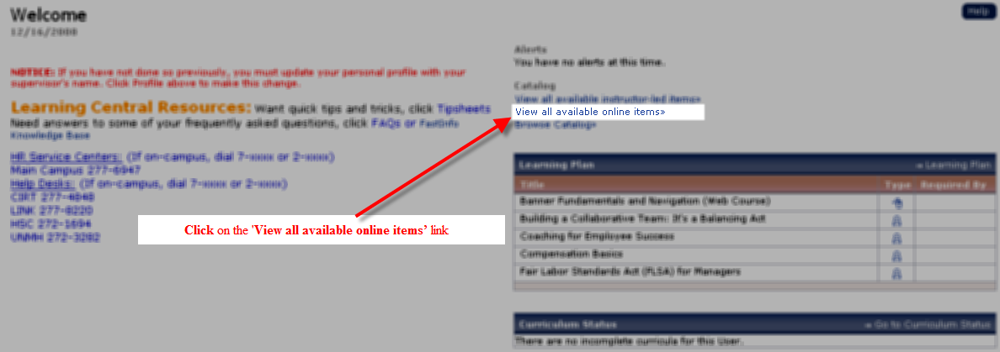 Welcome
12/16/2008
Help
NOTICE: If you have not done so previously, you must update your personal profile with your
supervisor's name. Click Profile above to make this change.
Learning Central Resources: Want quick tips and tricks, click Tipsheets
Need answers to some of your frequently asked questions, click FAQs or FastInfo
Knowledge Base
HR Service Centers: (If on-campus, dial 7-xxxx or 2-xxxx)
Main Campus 277-6947
Help Desks: (If on-campus, dial 7-xxxx or 2-xxxx)
CIRT 277-4848
LINK 277-8220
HSC 272-1694
UNMH 272-3282
Click on the 'View all available online items' link
Alerts
You have no alerts at this time.
Catalog
View all available instructor-led items»
View all available online items»
Browse Catalog»
Learning Plan Learning Plan
Title Type Required By
Banner Fundamentals and Navigation (Web Course)
Building a Collaborative Team: It's a Balancing Act
Coaching for Employee Success
Compensation Basics
Fair Labor Standards Act (FLSA) for Managers
Curriculum Status Go to Curriculum Status
There are no incomplete curricula for this User.